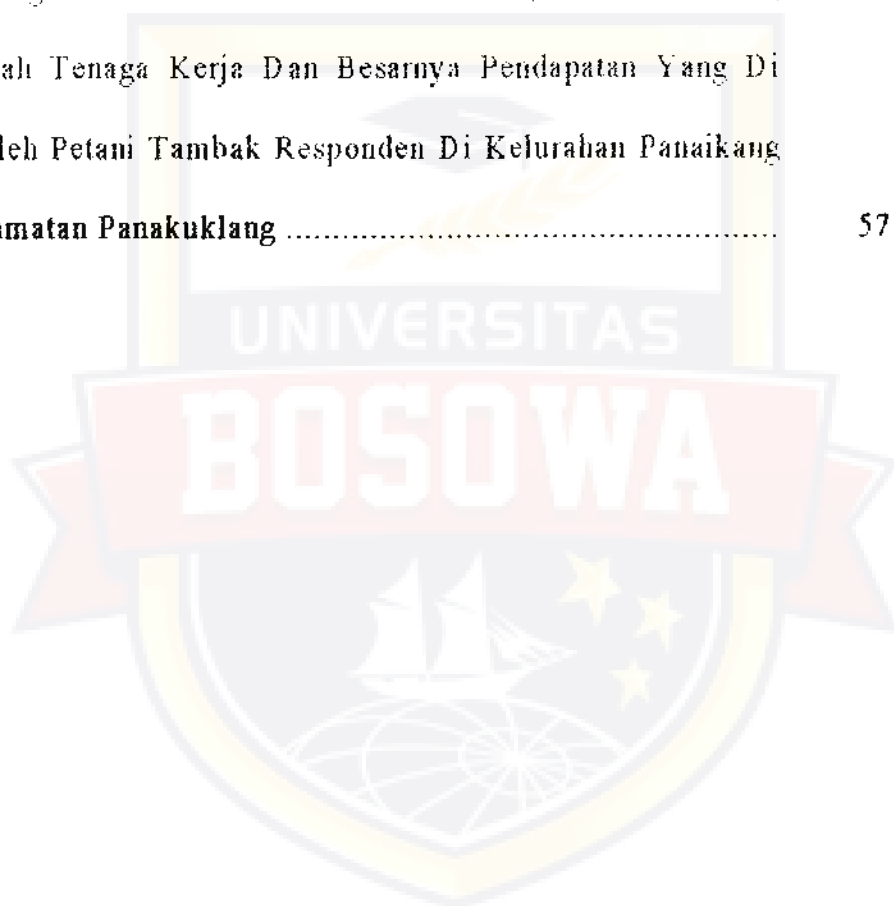 ah Tenaga Kerja Dan Besarnya Pendapatan Yang Di
leh Petani Tambak Responden Di Kelurahan Panaikang
amatan Panakuklang ...................................................... 57
UNIVERSITAS
BOSOWA